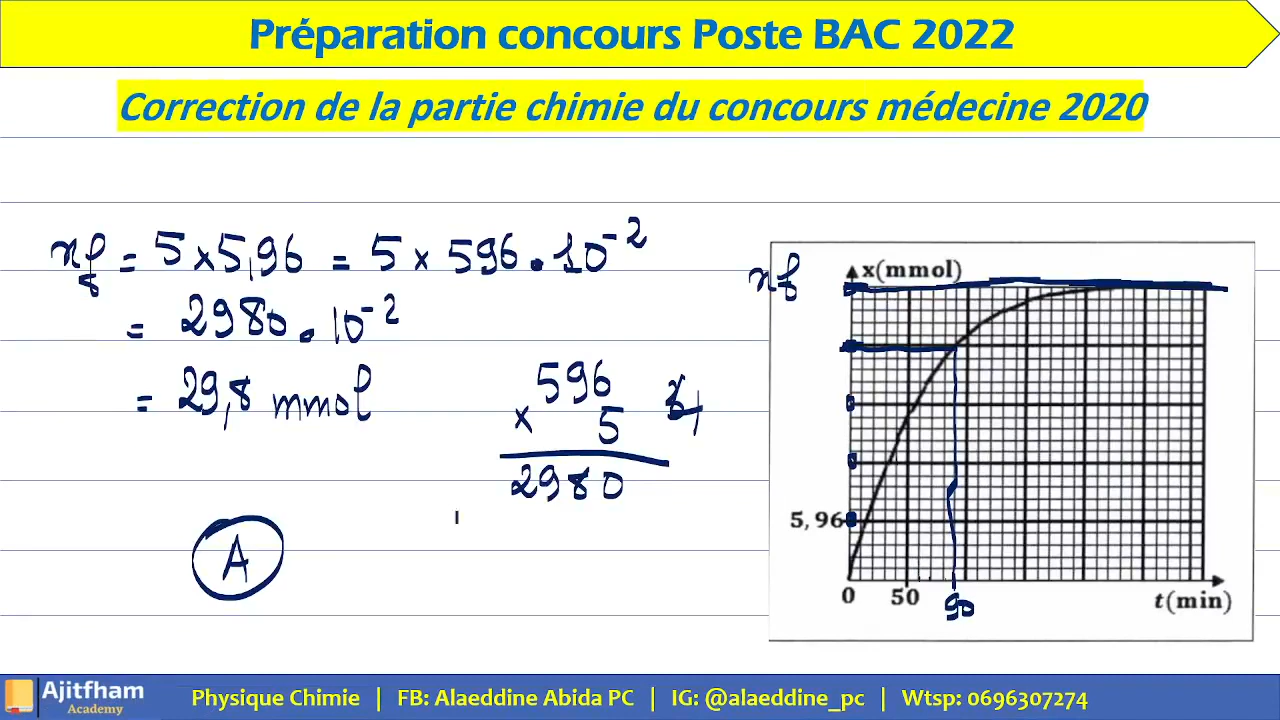 Préparation concours Poste BAC 2022
Correction de la partie chimie du concours médecine 2020
xf = 5 × 5,96 = 5 × 596 . 10⁻²
= 2980 . 10⁻²
= 29,8 mmol
596
× 5
2980
A
xf
x(mmol)
5,96
0 50 90 t(min)
Ajitfham
Academy
Physique Chimie | FB: Alaeddine Abida PC | IG: @alaeddine_pc | Wtsp: 0696307274